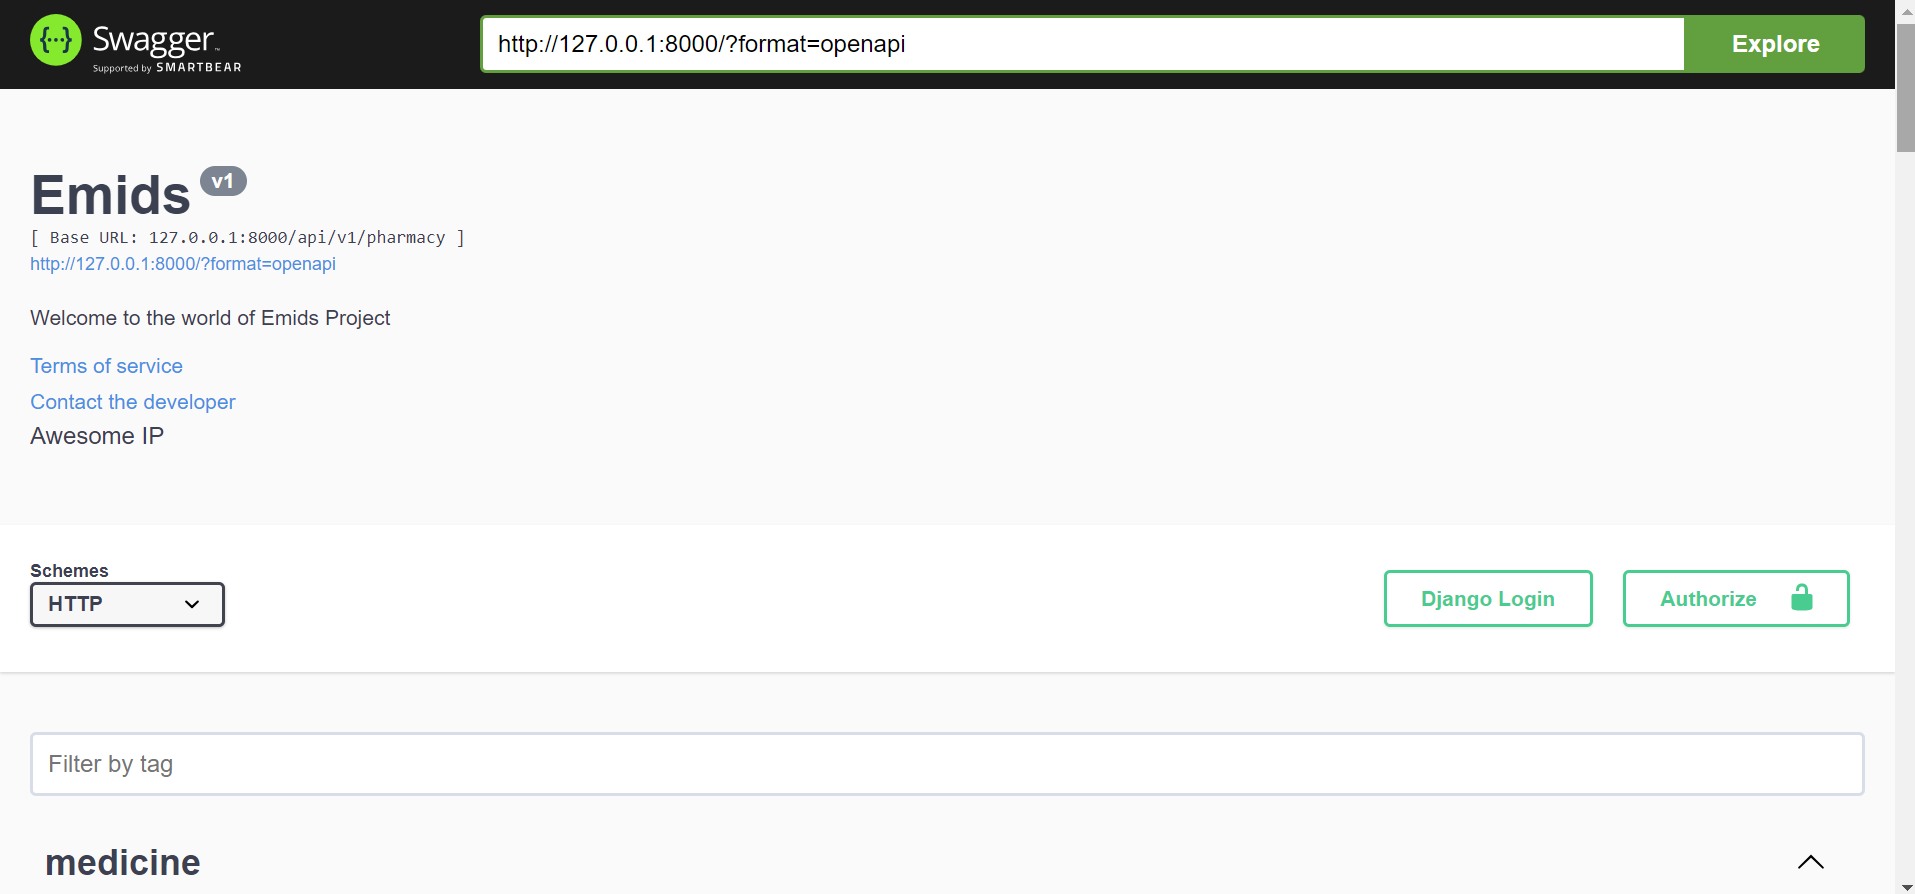 {···} Swagger™
Supported by SMARTBEAR
http://127.0.0.1:8000/?format=openapi
Explore
Emids v1
[ Base URL: 127.0.0.1:8000/api/v1/pharmacy ]
http://127.0.0.1:8000/?format=openapi
Welcome to the world of Emids Project
Terms of service
Contact the developer
Awesome IP
Schemes
HTTP
Django Login
Authorize
Filter by tag
medicine